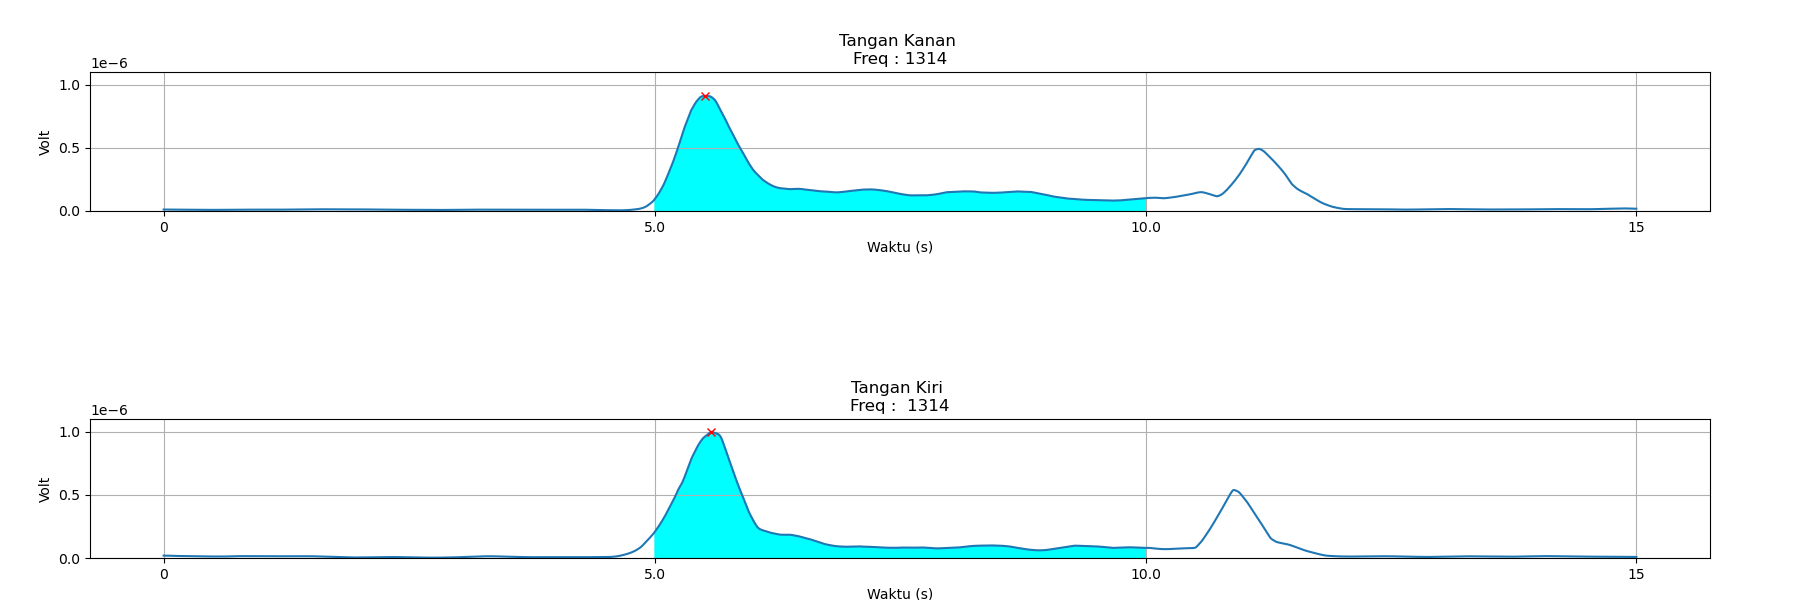 Tangan Kanan
Freq : 1314
1e−6
1.0
0.5
0.0
Volt
0 5.0 10.0 15
Waktu (s)
Tangan Kiri
Freq :  1314
1e−6
1.0
0.5
0.0
Volt
0 5.0 10.0 15
Waktu (s)